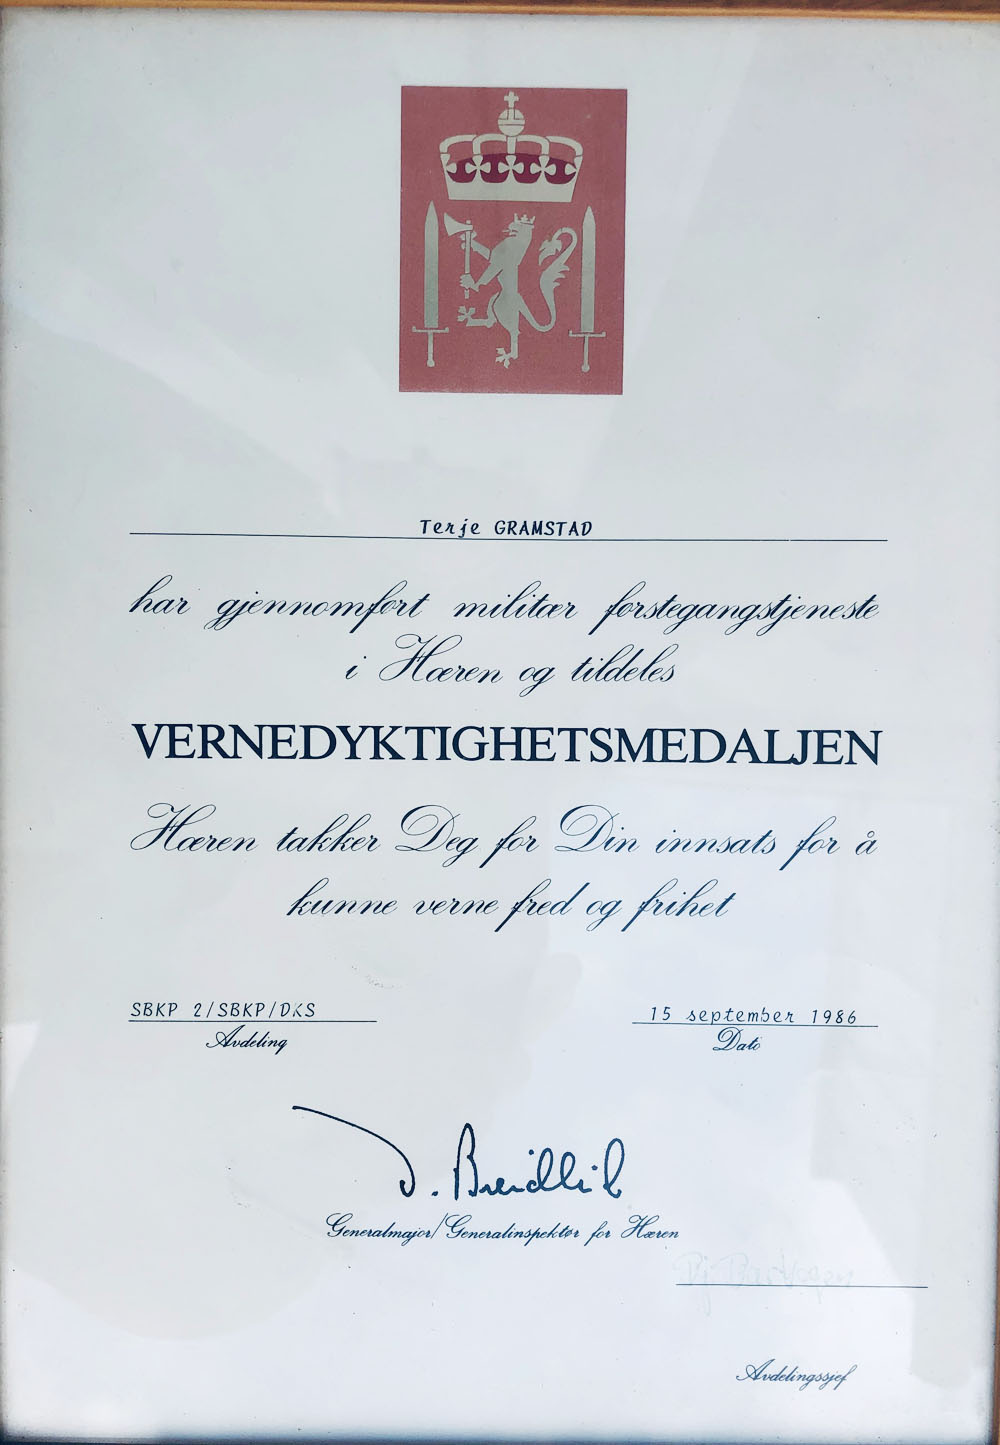 Terje GRAMSTAD
har gjennomført militær førstegangstjeneste
i Hæren og tildeles
VERNEDYKTIGHETSMEDALJEN
Hæren takker Deg for Din innsats for å
kunne verne fred og frihet
SBKP 2/SBKP/DKS
15 september 1986
Avdeling
Dato
Generalmajor/Generalinspektør for Hæren
Avdelingssjef